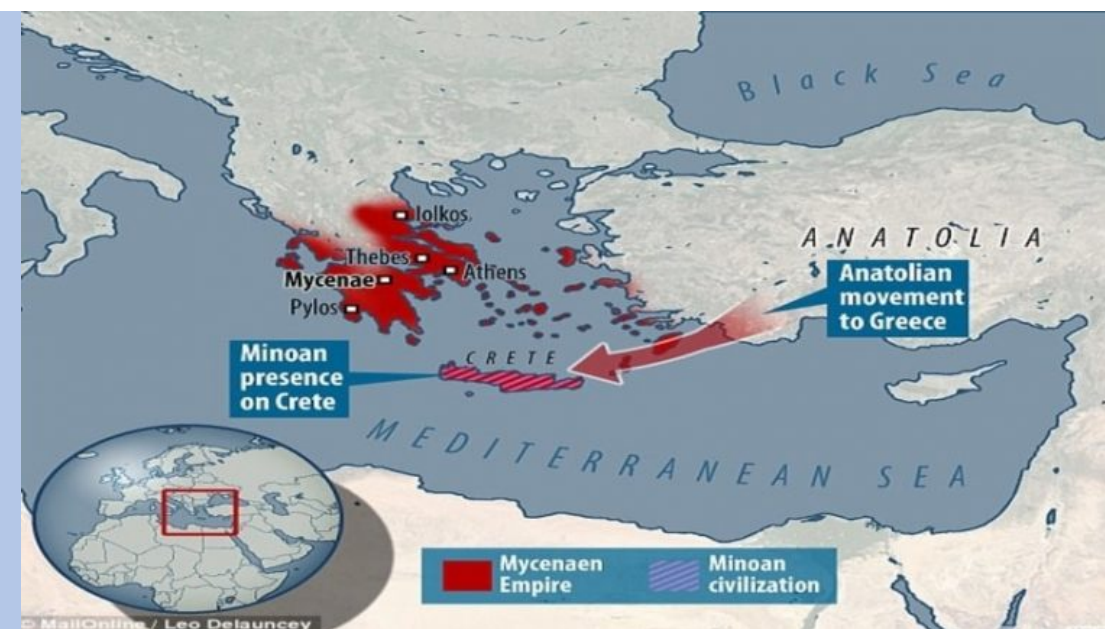 Black Sea
Iolkos
Thebes
Athens
Mycenae
Pylos
ANATOLIA
Anatolian
movement
to Greece
CRETE
Minoan
presence
on Crete
MEDITERRANEAN SEA
Mycenaen
Empire
Minoan
civilization
© MailOnline / Leo Delauncey